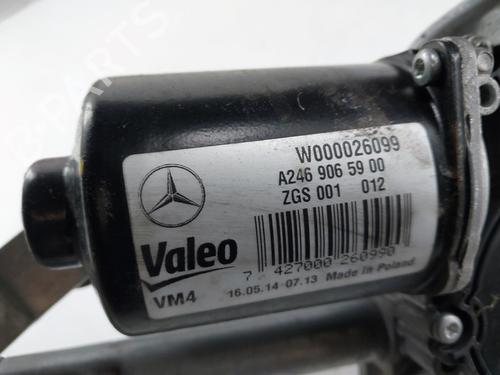 W000026099
A246 906 59 00
ZGS 001 012
Valeo
7 427000 260990
VM4
16.05.14-07.13 Made in Poland